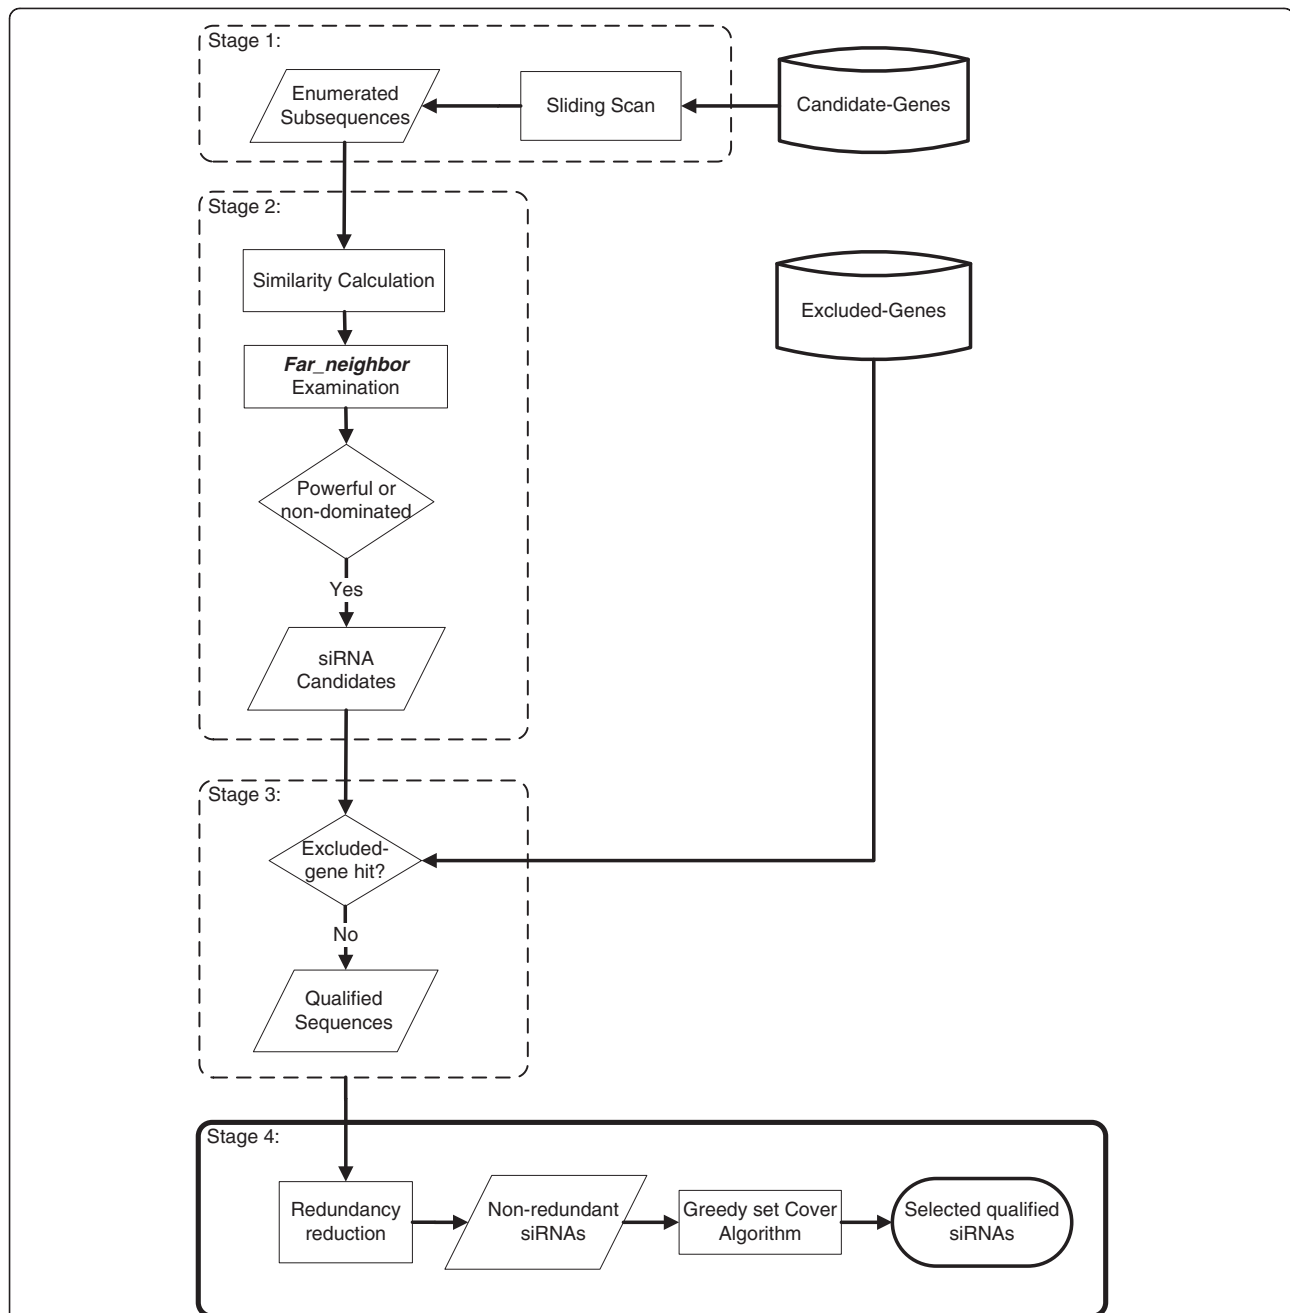 Stage 1:
Enumerated
Subsequences
Sliding Scan
Candidate-Genes
Stage 2:
Similarity Calculation
Far_neighbor
Examination
Powerful or
non-dominated
Yes
siRNA
Candidates
Excluded-Genes
Stage 3:
Excluded-
gene hit?
No
Qualified
Sequences
Stage 4:
Redundancy
reduction
Non-redundant
siRNAs
Greedy set Cover
Algorithm
Selected qualified
siRNAs